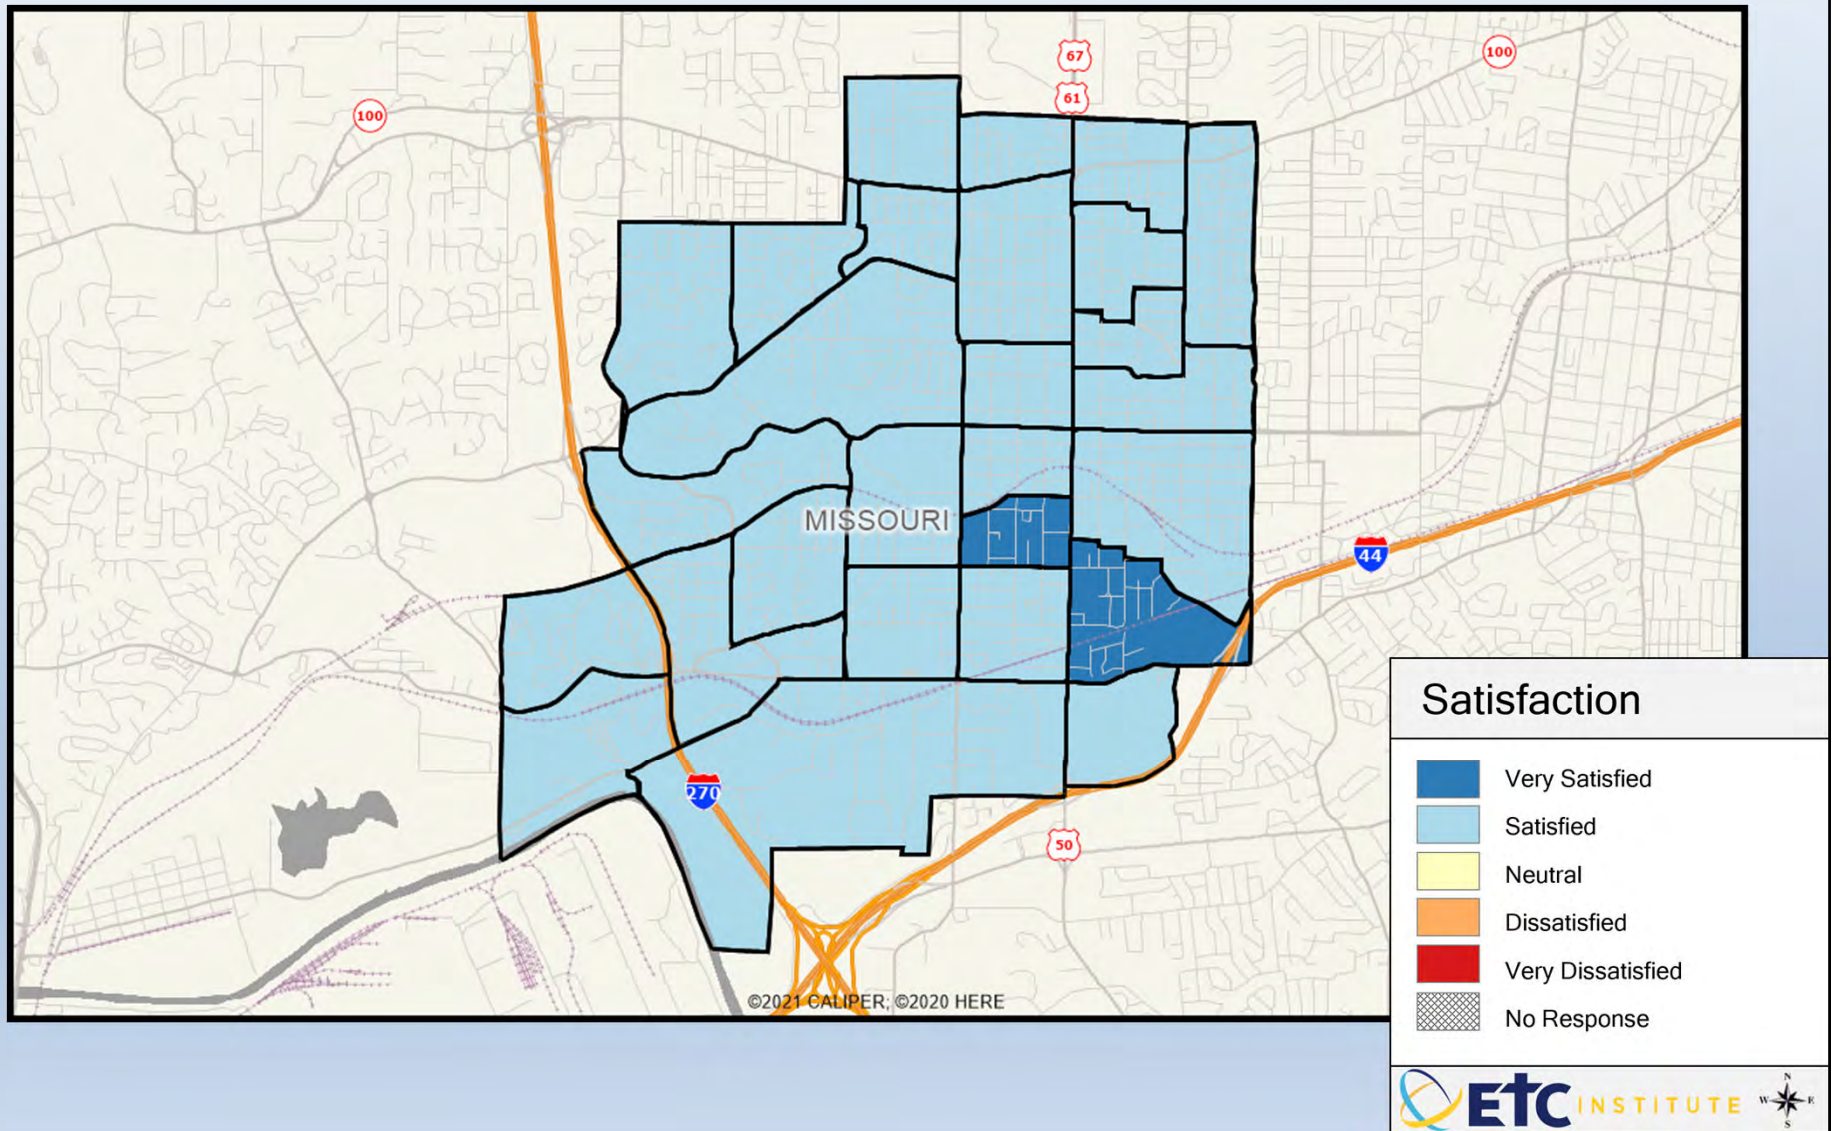 67
100
61
100
MISSOURI
44
270
50
©2021 CALIPER; ©2020 HERE
Satisfaction
Very Satisfied
Satisfied
Neutral
Dissatisfied
Very Dissatisfied
No Response
ETC INSTITUTE
N
W E
S